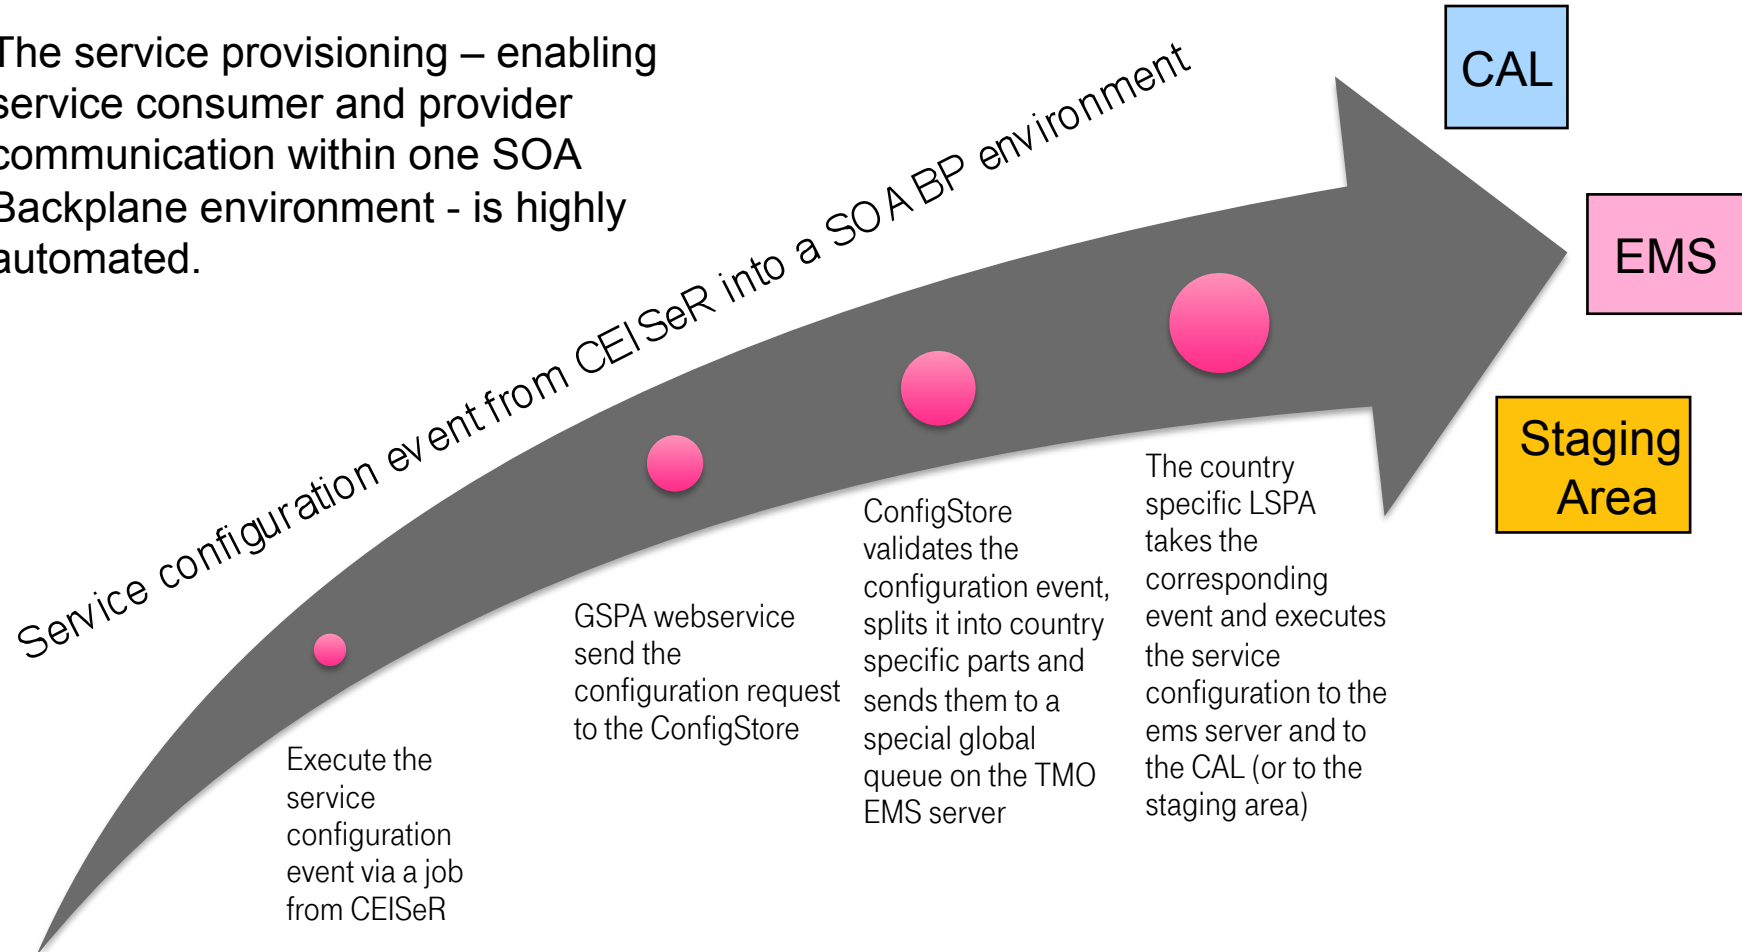 The service provisioning – enabling
service consumer and provider
communication within one SOA
Backplane environment - is highly
automated.
Service configuration event from CEISeR into a SOA BP environment
CAL
EMS
Staging
Area
Execute the
service
configuration
event via a job
from CEISeR
GSPA webservice
send the
configuration request
to the ConfigStore
ConfigStore
validates the
configuration event,
splits it into country
specific parts and
sends them to a
special global
queue on the TMO
EMS server
The country
specific LSPA
takes the
corresponding
event and executes
the service
configuration to the
ems server and to
the CAL (or to the
staging area)